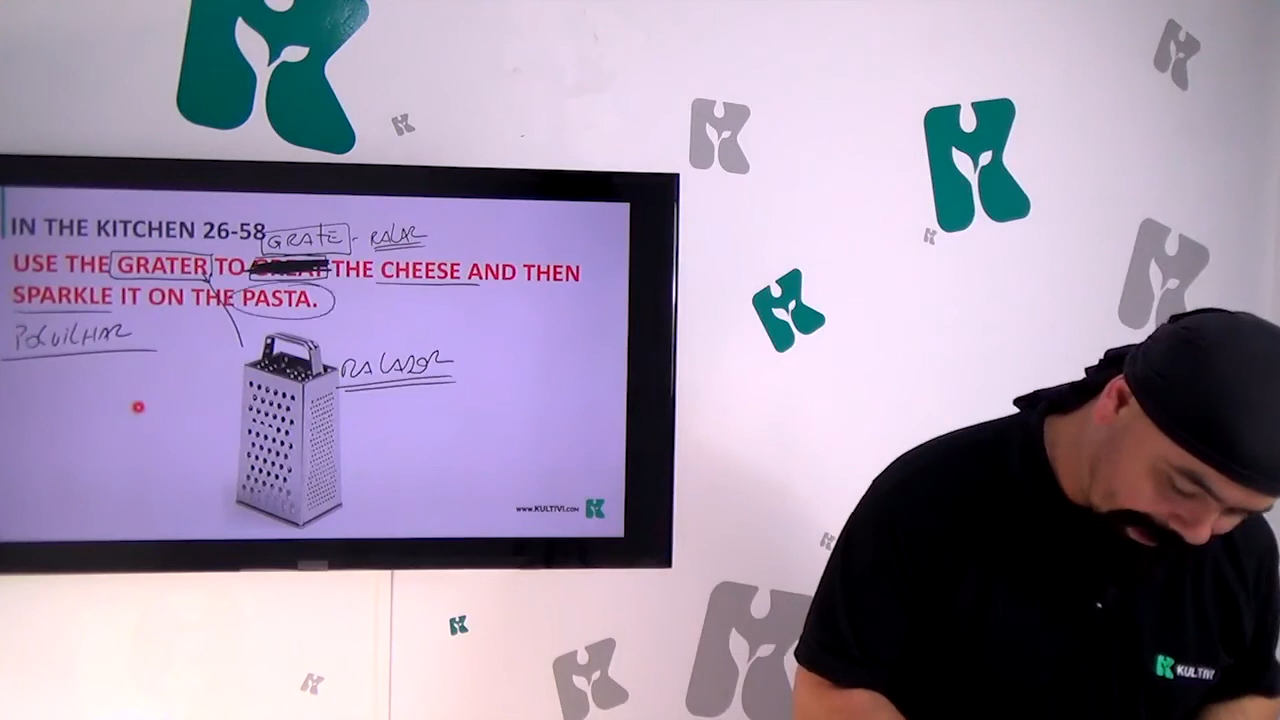 IN THE KITCHEN 26-58
GRATE - RALAR
USE THE GRATER TO THE CHEESE AND THEN
SPARKLE IT ON THE PASTA.
POLVILHAR
RALADOR
WWW.KULTIVI.COM
KULTIVI